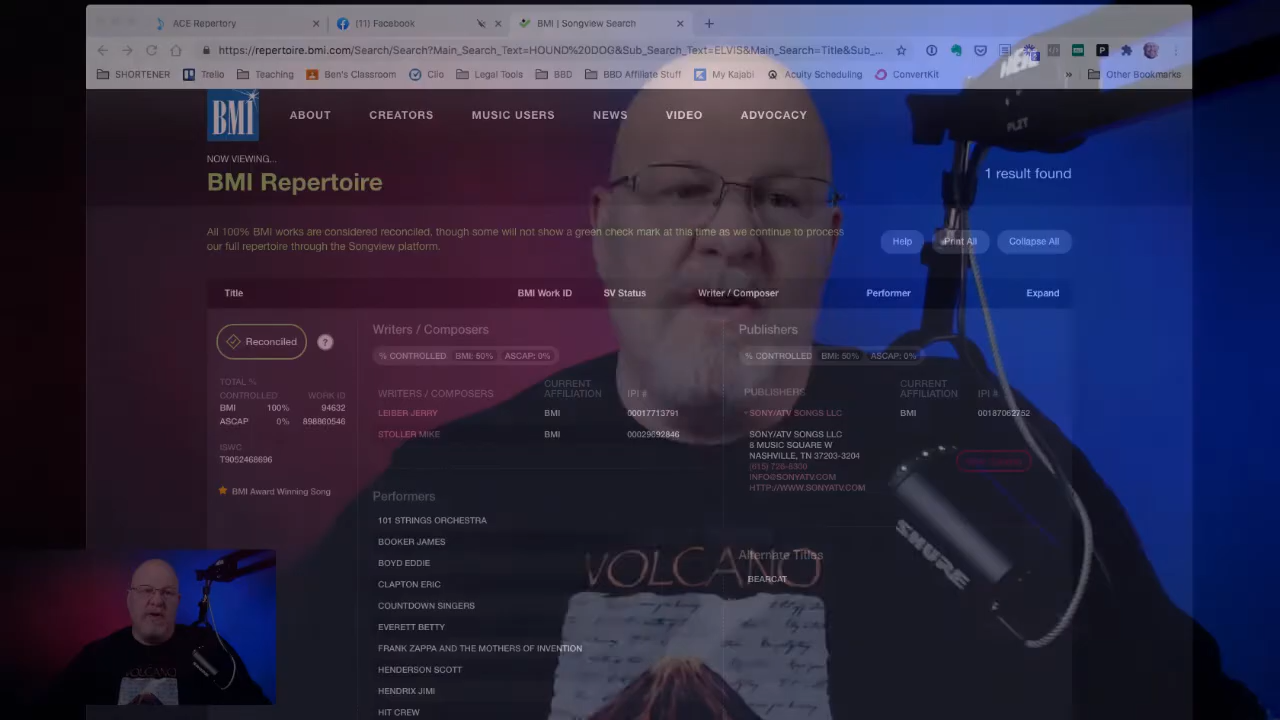 ACE Repertory
(11) Facebook
BMI | Songview Search
https://repertoire.bmi.com/Search/Search?Main_Search_Text=HOUND%20DOG&Sub_Search_Text=ELVIS&Main_Search=Title&Sub_...
SHORTENER
Trello
Teaching
Ben's Classroom
Clio
Legal Tools
BBD
BBD Affiliate Stuff
My Kajabi
Acuity Scheduling
ConvertKit
»
Other Bookmarks
BMI
ABOUT
CREATORS
MUSIC USERS
NEWS
VIDEO
ADVOCACY
NOW VIEWING...
BMI Repertoire
1 result found
All 100% BMI works are considered reconciled, though some will not show a green check mark at this time as we continue to process
our full repertoire through the Songview platform.
Help
Print All
Collapse All
Title
BMI Work ID
SV Status
Writer / Composer
Performer
Expand
Reconciled
?
TOTAL %
CONTROLLED WORK ID
BMI 100% 94632
ASCAP 0% 898860546
ISWC
T9052468696
BMI Award Winning Song
Writers / Composers
% CONTROLLED BMI: 50% ASCAP: 0%
WRITERS / COMPOSERS
CURRENT
AFFILIATION
IPI #
LEIBER JERRY BMI 00017713791
STOLLER MIKE BMI 00029692846
Performers
101 STRINGS ORCHESTRA
BOOKER JAMES
BOYD EDDIE
CLAPTON ERIC
COUNTDOWN SINGERS
EVERETT BETTY
FRANK ZAPPA AND THE MOTHERS OF INVENTION
HENDERSON SCOTT
HENDRIX JIMI
HIT CREW
Publishers
% CONTROLLED BMI: 50% ASCAP: 0%
PUBLISHERS
CURRENT
AFFILIATION
IPI #
SONY/ATV SONGS LLC BMI 00187062752
SONY/ATV SONGS LLC
8 MUSIC SQUARE W
NASHVILLE, TN 37203-3204
(615) 726-8300
INFO@SONYATV.COM
HTTP://WWW.SONYATV.COM
Alternate Titles
BEARCAT
VOLCANO
SHURE
VOLCANO